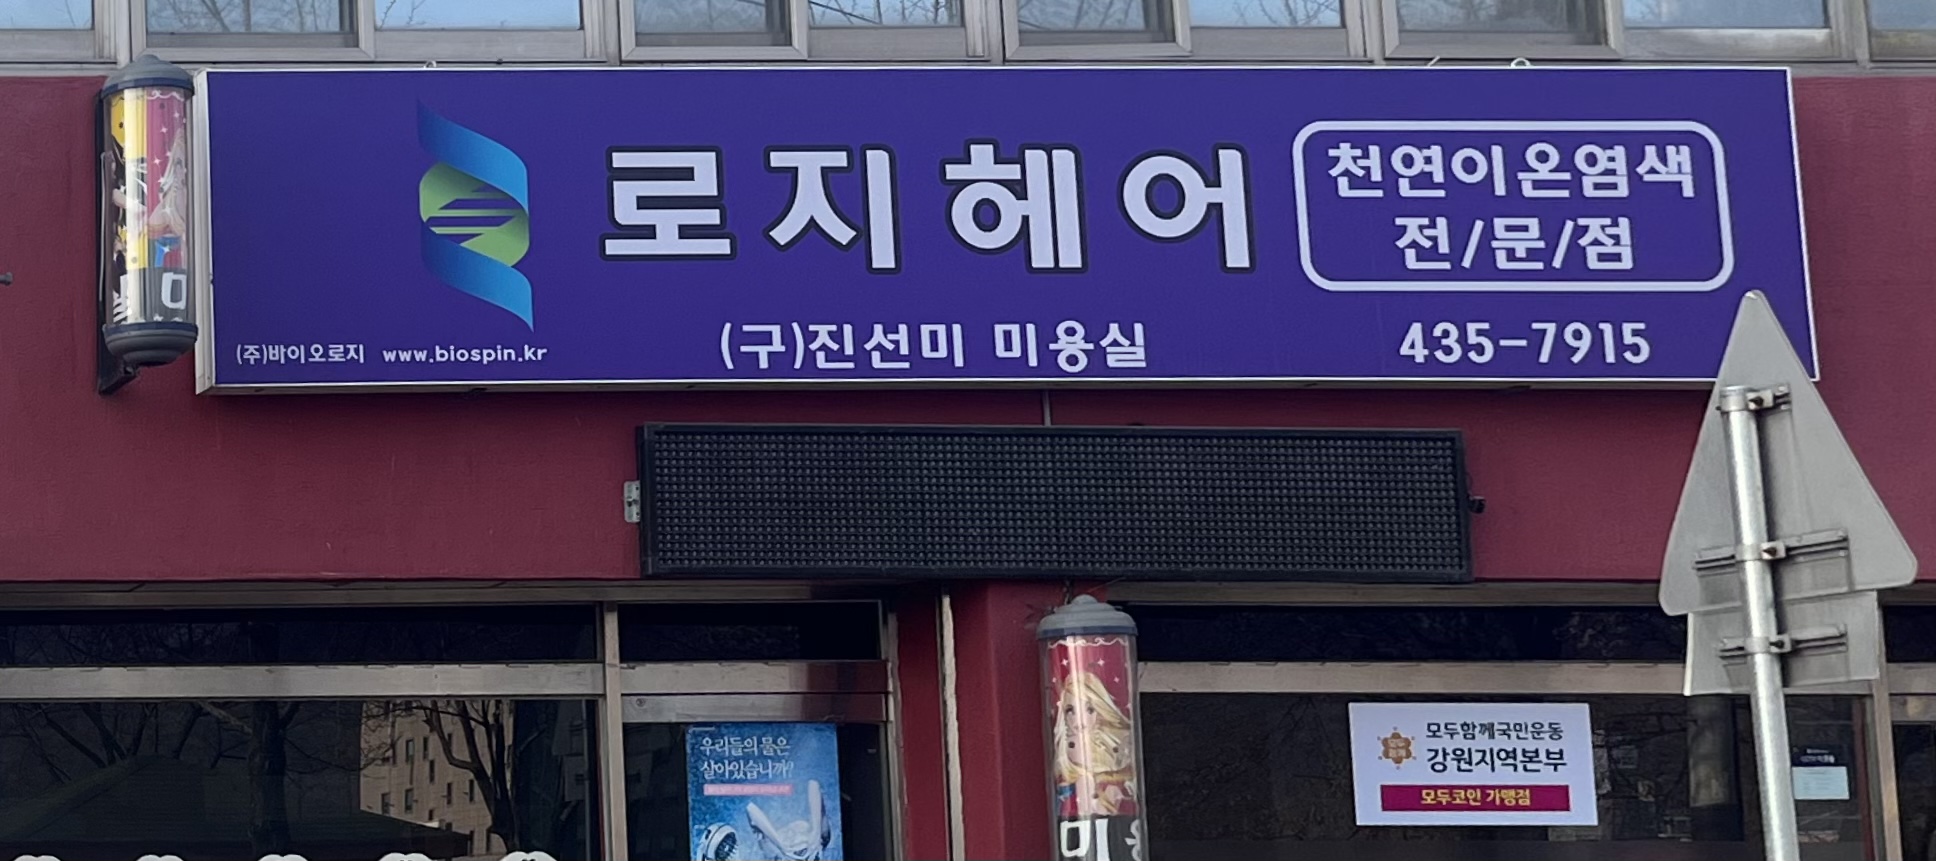 로지헤어
천연이온염색
전/문/점
(주)바이오로지 www.biospin.kr
(구)진선미 미용실
435-7915
우리들의 물은
살아있습니까?
모두함께국민운동
강원지역본부
모두코인 가맹점
미